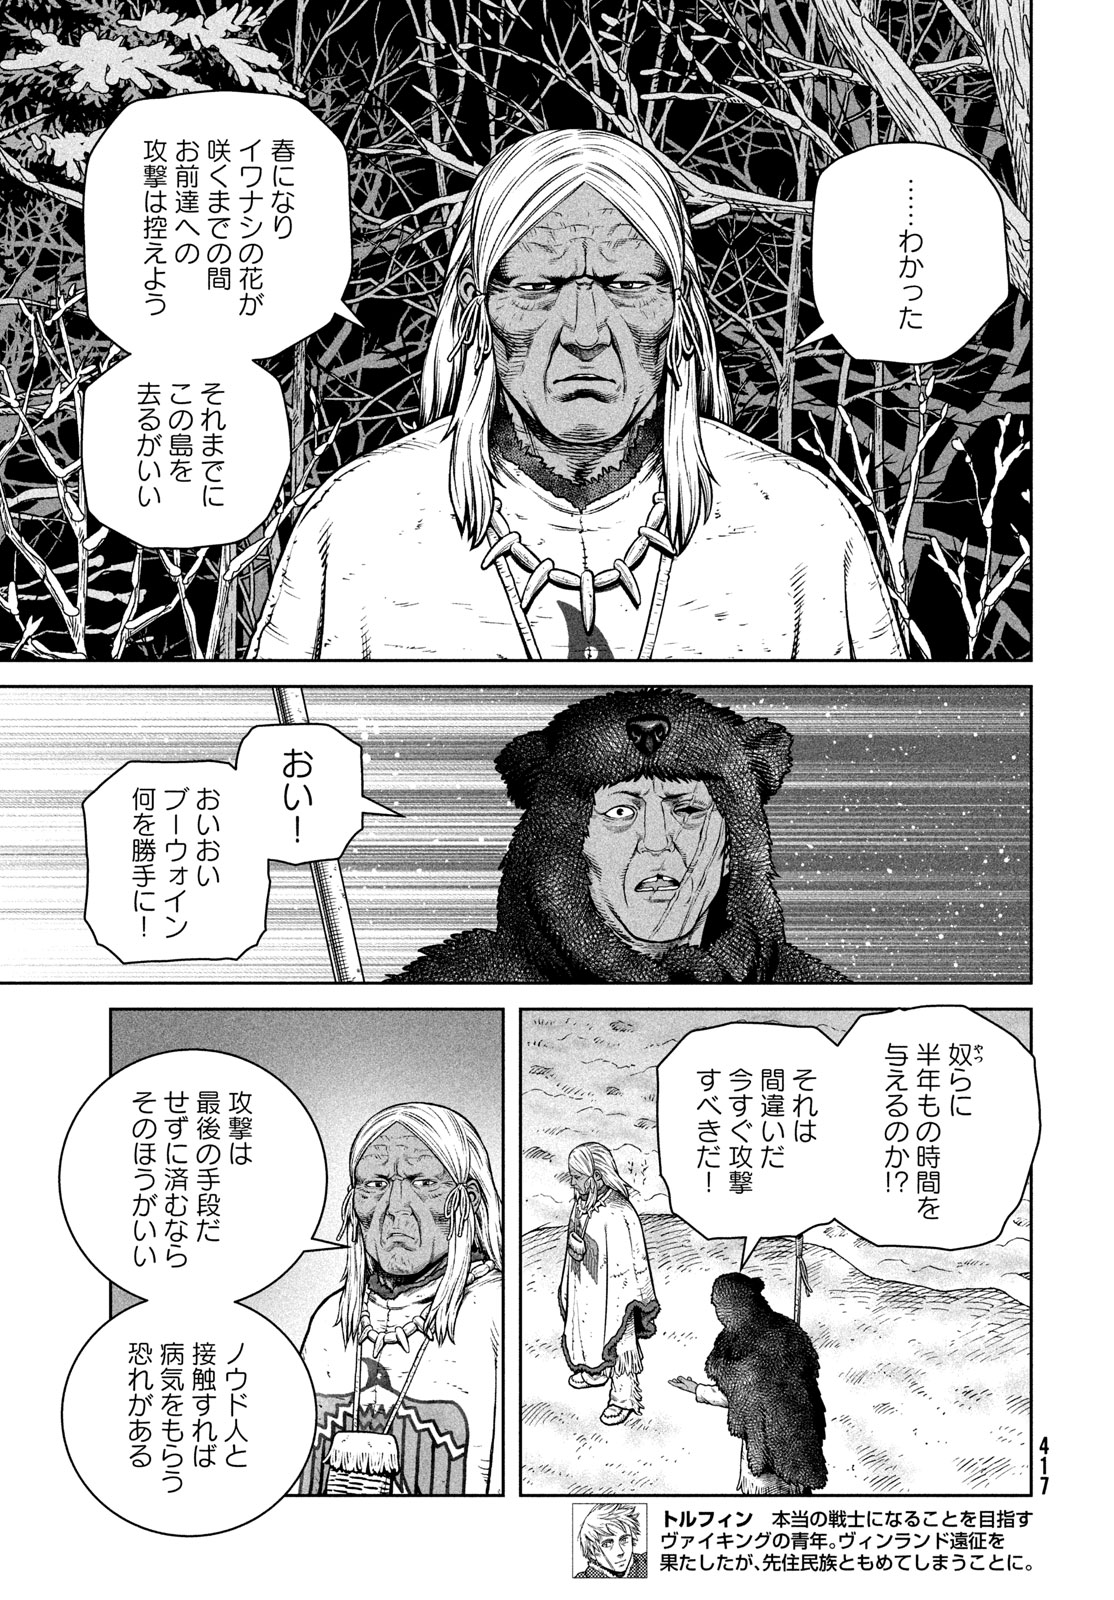 ……わかった
春になり
イワナシの花が
咲くまでの間
お前達への
攻撃は控えよう
それまでに
この島を
去るがいい
おい！
おいおい
ブーウォイン
何を勝手に！
奴らに
やつ
半年もの時間を
与えるのか!?
それは
間違いだ
今すぐ攻撃
すべきだ！
攻撃は
最後の手段だ
せずに済むなら
そのほうがいい
ノウド人と
接触すれば
病気をもらう
恐れがある
417
トルフィン　本当の戦士になることを目指す
ヴァイキングの青年。ヴィンランド遠征を
果たしたが、先住民族ともめてしまうことに。